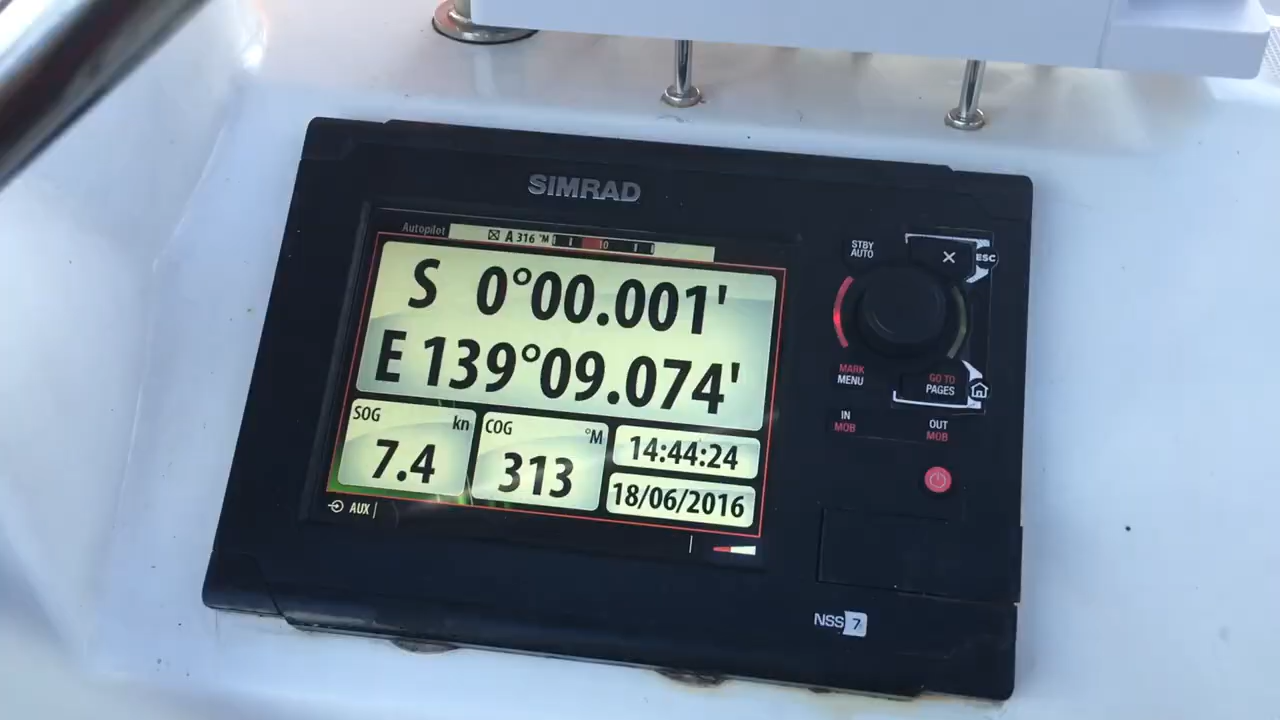 SIMRAD
Autopilot
A 316 °M
10
S 0°00.001'
E 139°09.074'
SOG kn
7.4
COG °M
313
14:44:24
18/06/2016
AUX
STBY
AUTO
X
ESC
MARK
MENU
GO TO
PAGES
IN
MOB
OUT
MOB
NSS 7